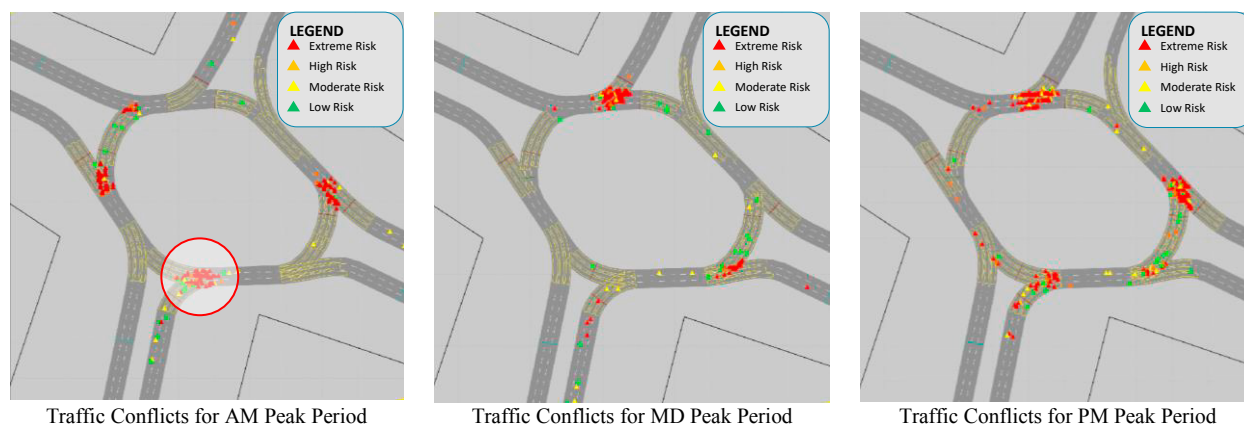 LEGEND
Extreme Risk
High Risk
Moderate Risk
Low Risk
LEGEND
Extreme Risk
High Risk
Moderate Risk
Low Risk
LEGEND
Extreme Risk
High Risk
Moderate Risk
Low Risk
Traffic Conflicts for AM Peak Period
Traffic Conflicts for MD Peak Period
Traffic Conflicts for PM Peak Period